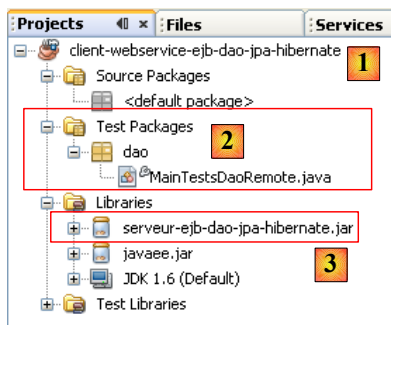 Projects
Files
Services
client-webservice-ejb-dao-jpa-hibernate
1
Source Packages
<default package>
Test Packages
2
dao
MainTestsDaoRemote.java
Libraries
serveur-ejb-dao-jpa-hibernate.jar
javaee.jar
3
JDK 1.6 (Default)
Test Libraries